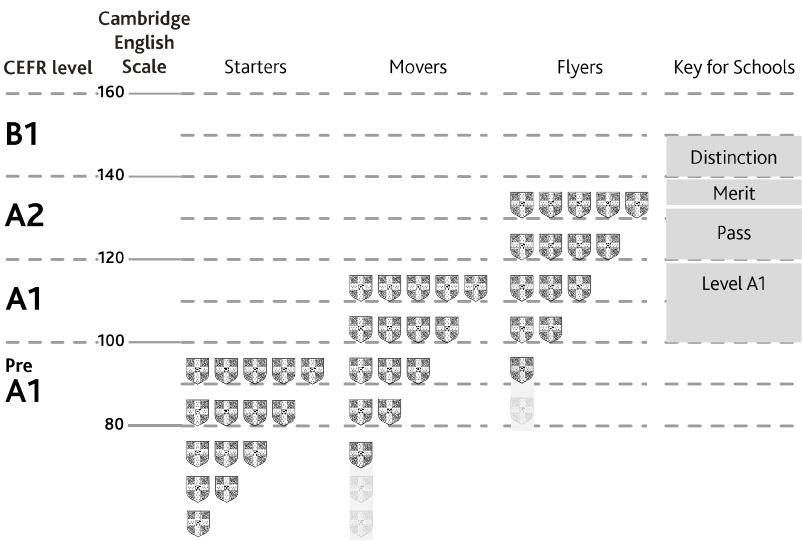 Cambridge
English
Scale
CEFR level
Starters
Movers
Flyers
Key for Schools
160
B1
Distinction
140
Merit
A2
Pass
120
Level A1
A1
100
Pre
A1
80